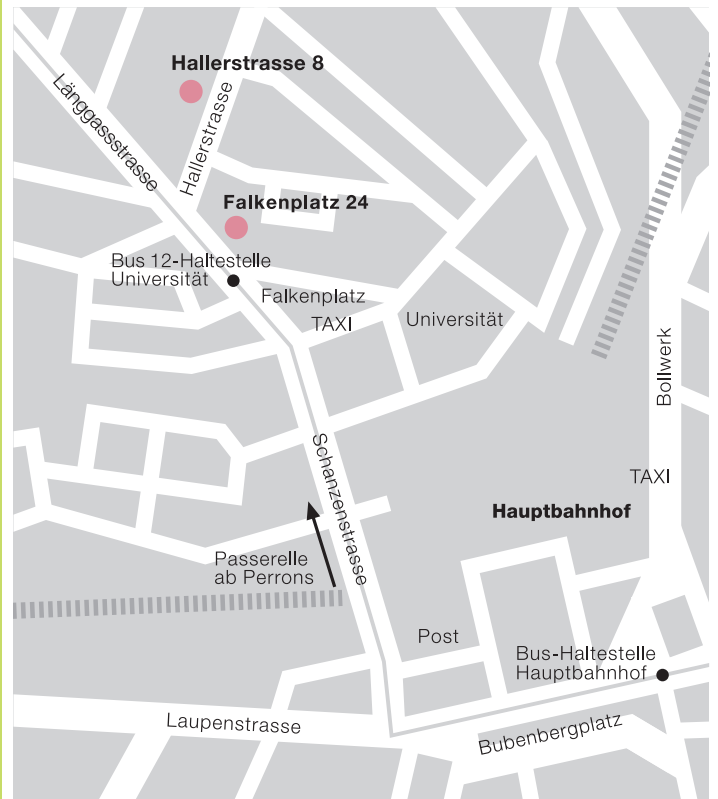 Hallerstrasse 8
Länggassstrasse
Hallerstrasse
Falkenplatz 24
Bus 12-Haltestelle
Universität
Falkenplatz
TAXI
Universität
Bollwerk
Schanzenstrasse
TAXI
Hauptbahnhof
Passerelle
ab Perrons
Post
Bus-Haltestelle
Hauptbahnhof
Laupenstrasse
Bubenbergplatz